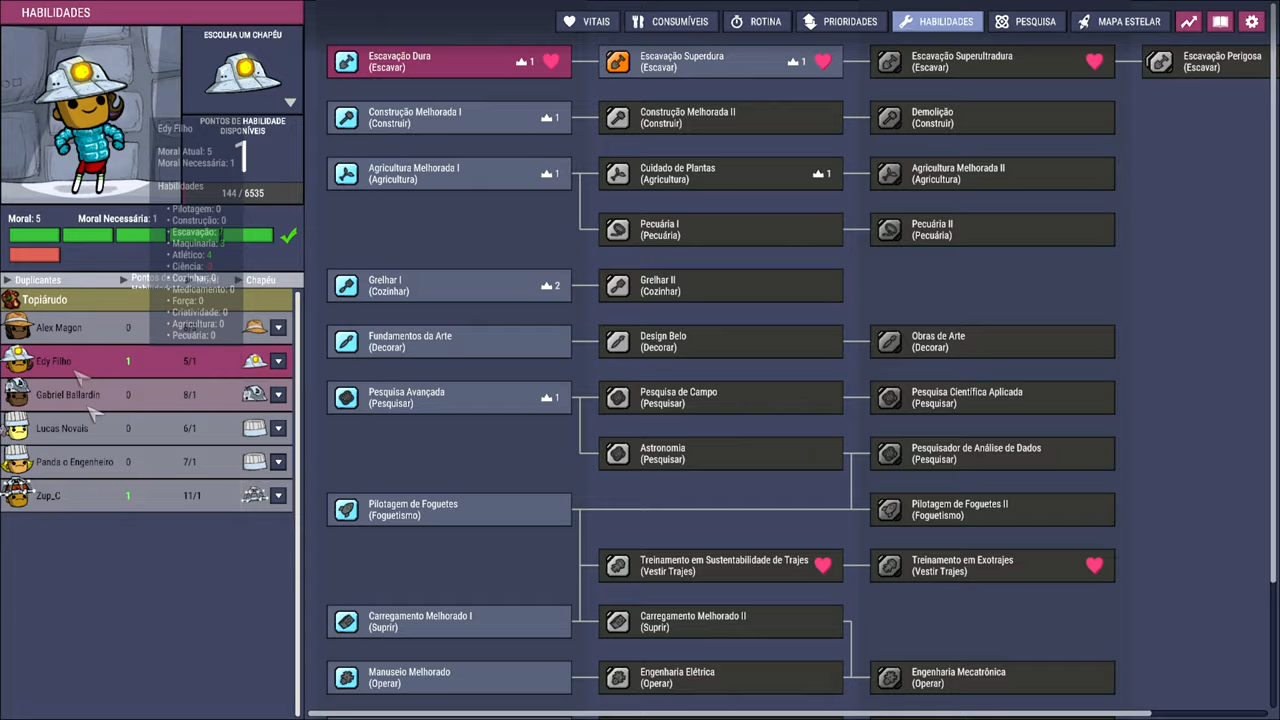 HABILIDADES
VITAIS
CONSUMÍVEIS
ROTINA
PRIORIDADES
HABILIDADES
PESQUISA
MAPA ESTELAR
ESCOLHA UM CHAPÉU
PONTOS DE HABILIDADE
DISPONÍVEIS
1
144 / 6535
Edy Filho
Moral Atual: 5
Moral Necessária: 1
Habilidades
• Pilotagem: 0
• Construção: 0
• Escavação: 7
• Maquinaria: 3
• Atlético: 4
• Ciência: 0
• Cozinhar: 0
• Medicamento: 0
• Força: 0
• Criatividade: 0
• Agricultura: 0
• Pecuária: 0
Moral: 5
Moral Necessária: 1
Duplicantes
Chapéu
Topiárudo
Alex Magon 0
Edy Filho 1 5/1
Gabriel Ballardin 0 8/1
Lucas Novais 0 6/1
Panda o Engenheiro 0 7/1
Zup_C 1 11/1
Escavação Dura
(Escavar)
1
Escavação Superdura
(Escavar)
1
Escavação Superultradura
(Escavar)
Escavação Perigosa
(Escavar)
Construção Melhorada I
(Construir)
1
Construção Melhorada II
(Construir)
Demolição
(Construir)
Agricultura Melhorada I
(Agricultura)
1
Cuidado de Plantas
(Agricultura)
1
Agricultura Melhorada II
(Agricultura)
Pecuária I
(Pecuária)
Pecuária II
(Pecuária)
Grelhar I
(Cozinhar)
2
Grelhar II
(Cozinhar)
Fundamentos da Arte
(Decorar)
Design Belo
(Decorar)
Obras de Arte
(Decorar)
Pesquisa Avançada
(Pesquisar)
1
Pesquisa de Campo
(Pesquisar)
Pesquisa Científica Aplicada
(Pesquisar)
Astronomia
(Pesquisar)
Pesquisador de Análise de Dados
(Pesquisar)
Pilotagem de Foguetes
(Foguetismo)
Pilotagem de Foguetes II
(Foguetismo)
Treinamento em Sustentabilidade de Trajes
(Vestir Trajes)
Treinamento em Exotrajes
(Vestir Trajes)
Carregamento Melhorado I
(Suprir)
Carregamento Melhorado II
(Suprir)
Manuseio Melhorado
(Operar)
Engenharia Elétrica
(Operar)
Engenharia Mecatrônica
(Operar)